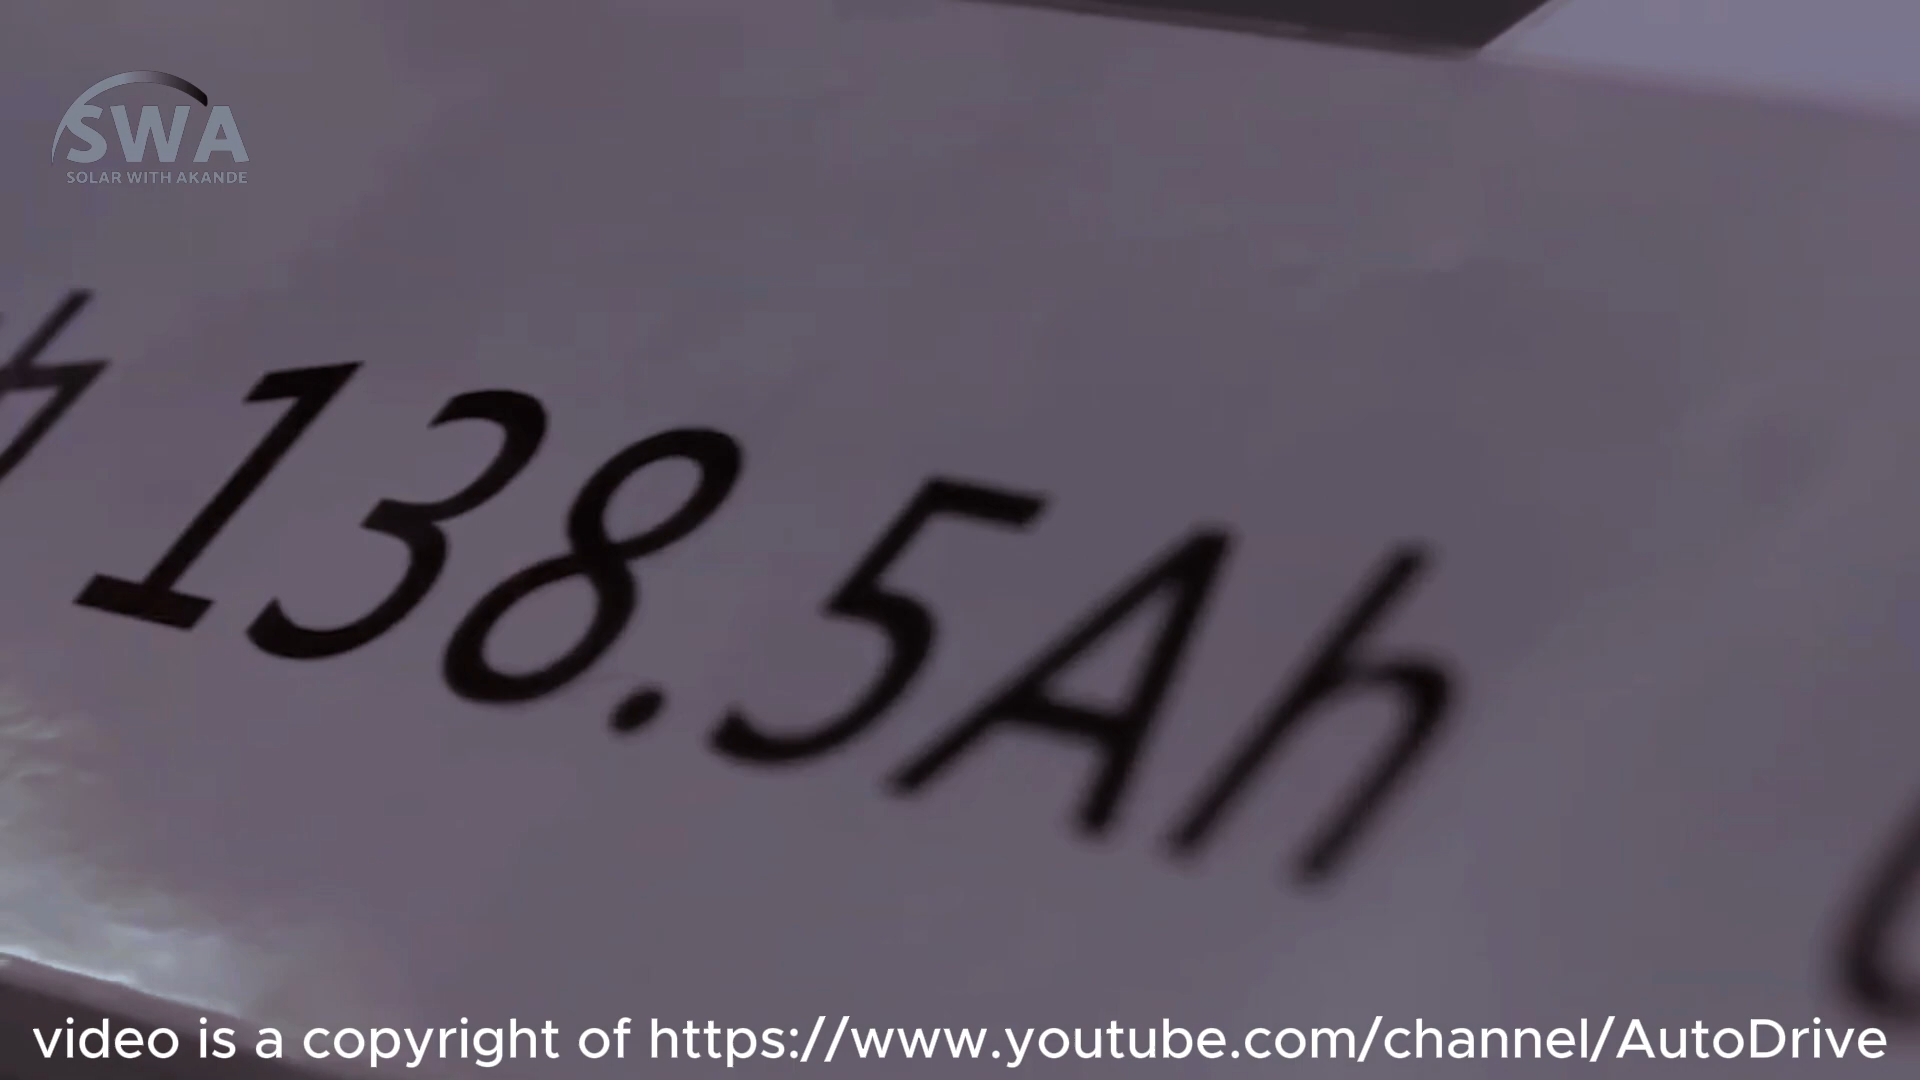 SWA
SOLAR WITH AKANDE
h 138.5Ah
video is a copyright of https://www.youtube.com/channel/AutoDrive